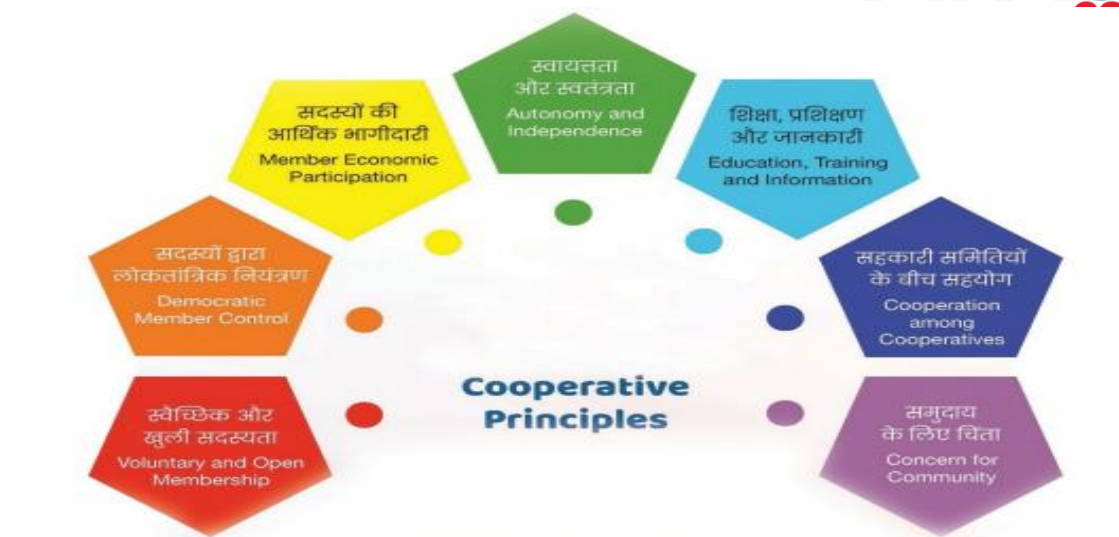 स्वैच्छिक और
खुली सदस्यता
Voluntary and Open
Membership
सदस्यों द्वारा
लोकतांत्रिक नियंत्रण
Democratic
Member Control
सदस्यों की
आर्थिक भागीदारी
Member Economic
Participation
स्वायत्तता
और स्वतंत्रता
Autonomy and
Independence
शिक्षा, प्रशिक्षण
और जानकारी
Education, Training
and Information
सहकारी समितियों
के बीच सहयोग
Cooperation
among
Cooperatives
समुदाय
के लिए चिंता
Concern for
Community
Cooperative
Principles